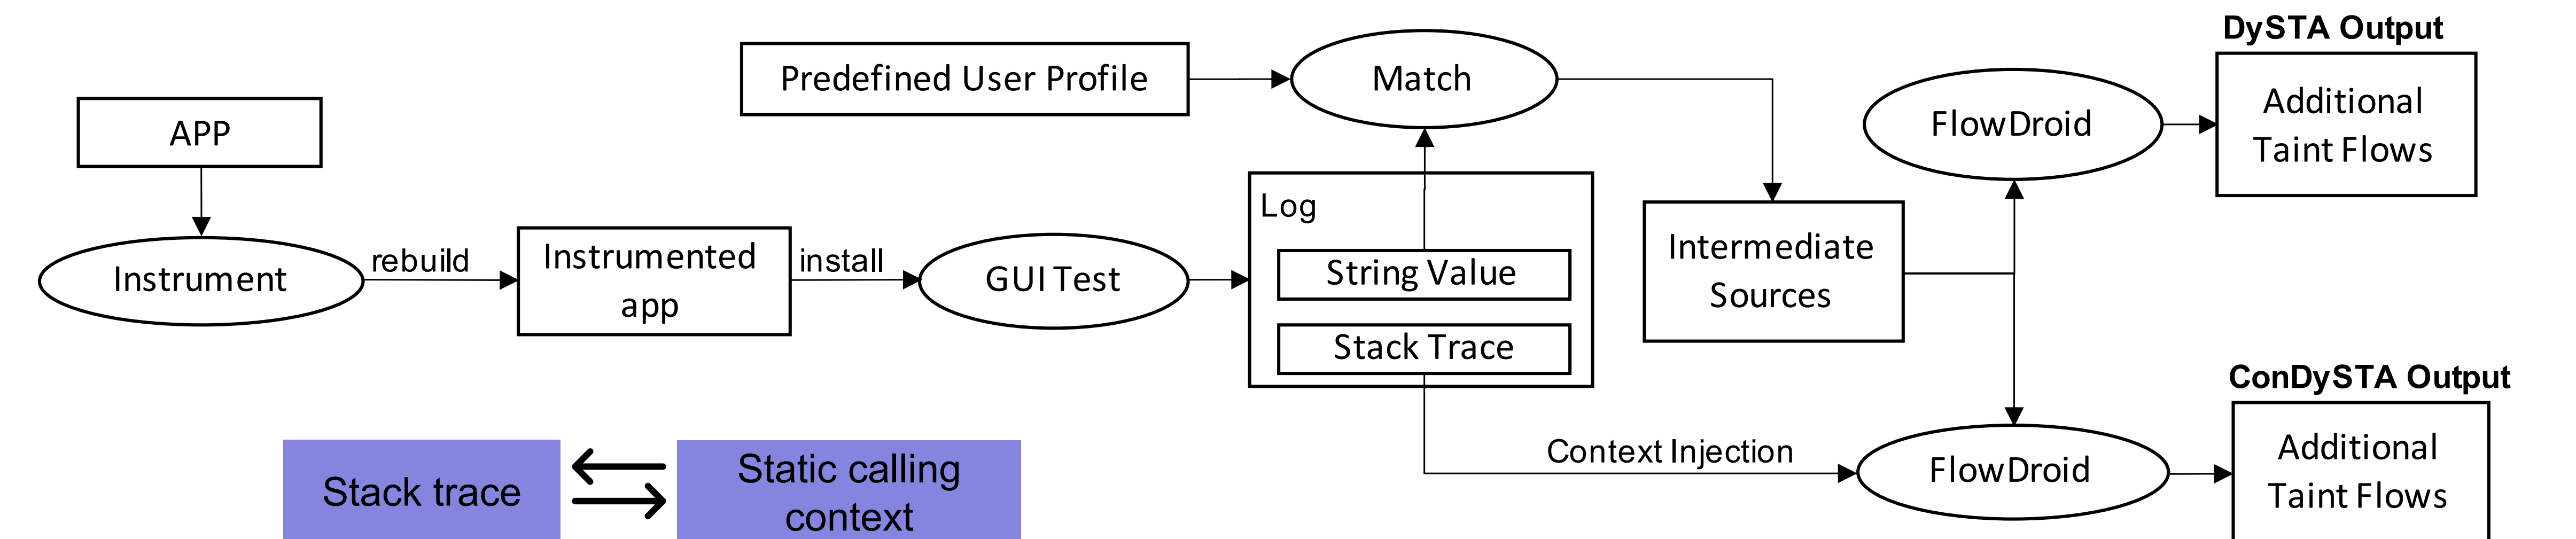 APP
Instrument
rebuild
Instrumented
app
install
GUI Test
Predefined User Profile
Match
Log
String Value
Stack Trace
Intermediate
Sources
FlowDroid
DySTA Output
Additional
Taint Flows
Context Injection
FlowDroid
ConDySTA Output
Additional
Taint Flows
Stack trace
Static calling
context